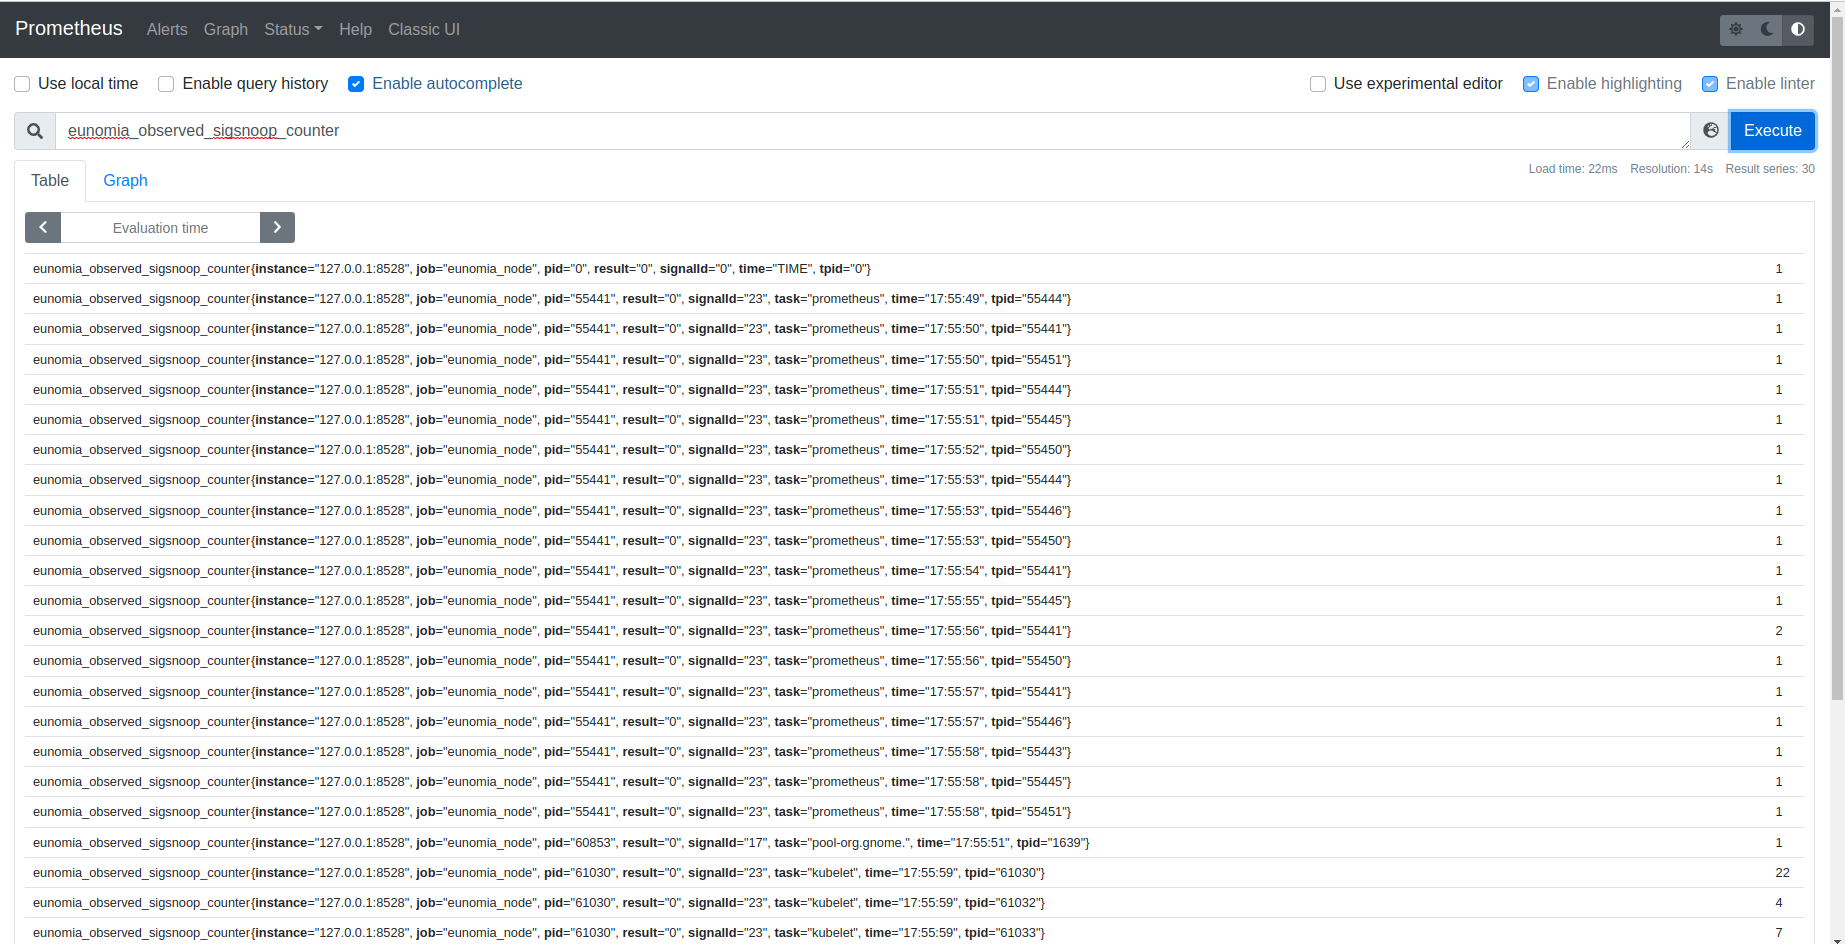 Prometheus Alerts Graph Status Help Classic UI
Use local time Enable query history Enable autocomplete Use experimental editor Enable highlighting Enable linter
eunomia_observed_sigsnoop_counter Execute
Table Graph Load time: 22ms Resolution: 14s Result series: 30
Evaluation time
eunomia_observed_sigsnoop_counter{instance="127.0.0.1:8528", job="eunomia_node", pid="0", result="0", signalId="0", time="TIME", tpid="0"} 1
eunomia_observed_sigsnoop_counter{instance="127.0.0.1:8528", job="eunomia_node", pid="55441", result="0", signalId="23", task="prometheus", time="17:55:49", tpid="55444"} 1
eunomia_observed_sigsnoop_counter{instance="127.0.0.1:8528", job="eunomia_node", pid="55441", result="0", signalId="23", task="prometheus", time="17:55:50", tpid="55441"} 1
eunomia_observed_sigsnoop_counter{instance="127.0.0.1:8528", job="eunomia_node", pid="55441", result="0", signalId="23", task="prometheus", time="17:55:50", tpid="55451"} 1
eunomia_observed_sigsnoop_counter{instance="127.0.0.1:8528", job="eunomia_node", pid="55441", result="0", signalId="23", task="prometheus", time="17:55:51", tpid="55444"} 1
eunomia_observed_sigsnoop_counter{instance="127.0.0.1:8528", job="eunomia_node", pid="55441", result="0", signalId="23", task="prometheus", time="17:55:51", tpid="55445"} 1
eunomia_observed_sigsnoop_counter{instance="127.0.0.1:8528", job="eunomia_node", pid="55441", result="0", signalId="23", task="prometheus", time="17:55:52", tpid="55450"} 1
eunomia_observed_sigsnoop_counter{instance="127.0.0.1:8528", job="eunomia_node", pid="55441", result="0", signalId="23", task="prometheus", time="17:55:53", tpid="55444"} 1
eunomia_observed_sigsnoop_counter{instance="127.0.0.1:8528", job="eunomia_node", pid="55441", result="0", signalId="23", task="prometheus", time="17:55:53", tpid="55446"} 1
eunomia_observed_sigsnoop_counter{instance="127.0.0.1:8528", job="eunomia_node", pid="55441", result="0", signalId="23", task="prometheus", time="17:55:53", tpid="55450"} 1
eunomia_observed_sigsnoop_counter{instance="127.0.0.1:8528", job="eunomia_node", pid="55441", result="0", signalId="23", task="prometheus", time="17:55:54", tpid="55441"} 1
eunomia_observed_sigsnoop_counter{instance="127.0.0.1:8528", job="eunomia_node", pid="55441", result="0", signalId="23", task="prometheus", time="17:55:55", tpid="55445"} 1
eunomia_observed_sigsnoop_counter{instance="127.0.0.1:8528", job="eunomia_node", pid="55441", result="0", signalId="23", task="prometheus", time="17:55:56", tpid="55441"} 2
eunomia_observed_sigsnoop_counter{instance="127.0.0.1:8528", job="eunomia_node", pid="55441", result="0", signalId="23", task="prometheus", time="17:55:56", tpid="55450"} 1
eunomia_observed_sigsnoop_counter{instance="127.0.0.1:8528", job="eunomia_node", pid="55441", result="0", signalId="23", task="prometheus", time="17:55:57", tpid="55441"} 1
eunomia_observed_sigsnoop_counter{instance="127.0.0.1:8528", job="eunomia_node", pid="55441", result="0", signalId="23", task="prometheus", time="17:55:57", tpid="55446"} 1
eunomia_observed_sigsnoop_counter{instance="127.0.0.1:8528", job="eunomia_node", pid="55441", result="0", signalId="23", task="prometheus", time="17:55:58", tpid="55443"} 1
eunomia_observed_sigsnoop_counter{instance="127.0.0.1:8528", job="eunomia_node", pid="55441", result="0", signalId="23", task="prometheus", time="17:55:58", tpid="55445"} 1
eunomia_observed_sigsnoop_counter{instance="127.0.0.1:8528", job="eunomia_node", pid="55441", result="0", signalId="23", task="prometheus", time="17:55:58", tpid="55451"} 1
eunomia_observed_sigsnoop_counter{instance="127.0.0.1:8528", job="eunomia_node", pid="60853", result="0", signalId="17", task="pool-org.gnome.", time="17:55:51", tpid="1639"} 1
eunomia_observed_sigsnoop_counter{instance="127.0.0.1:8528", job="eunomia_node", pid="61030", result="0", signalId="23", task="kubelet", time="17:55:59", tpid="61030"} 22
eunomia_observed_sigsnoop_counter{instance="127.0.0.1:8528", job="eunomia_node", pid="61030", result="0", signalId="23", task="kubelet", time="17:55:59", tpid="61032"} 4
eunomia_observed_sigsnoop_counter{instance="127.0.0.1:8528", job="eunomia_node", pid="61030", result="0", signalId="23", task="kubelet", time="17:55:59", tpid="61033"} 7